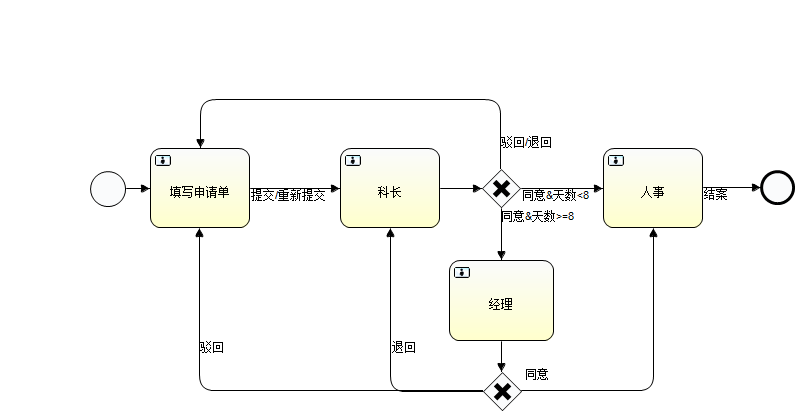 驳回/退回
填写申请单
提交/重新提交
科长
同意&天数<8
人事
结案
同意&天数>=8
经理
驳回
退回
同意